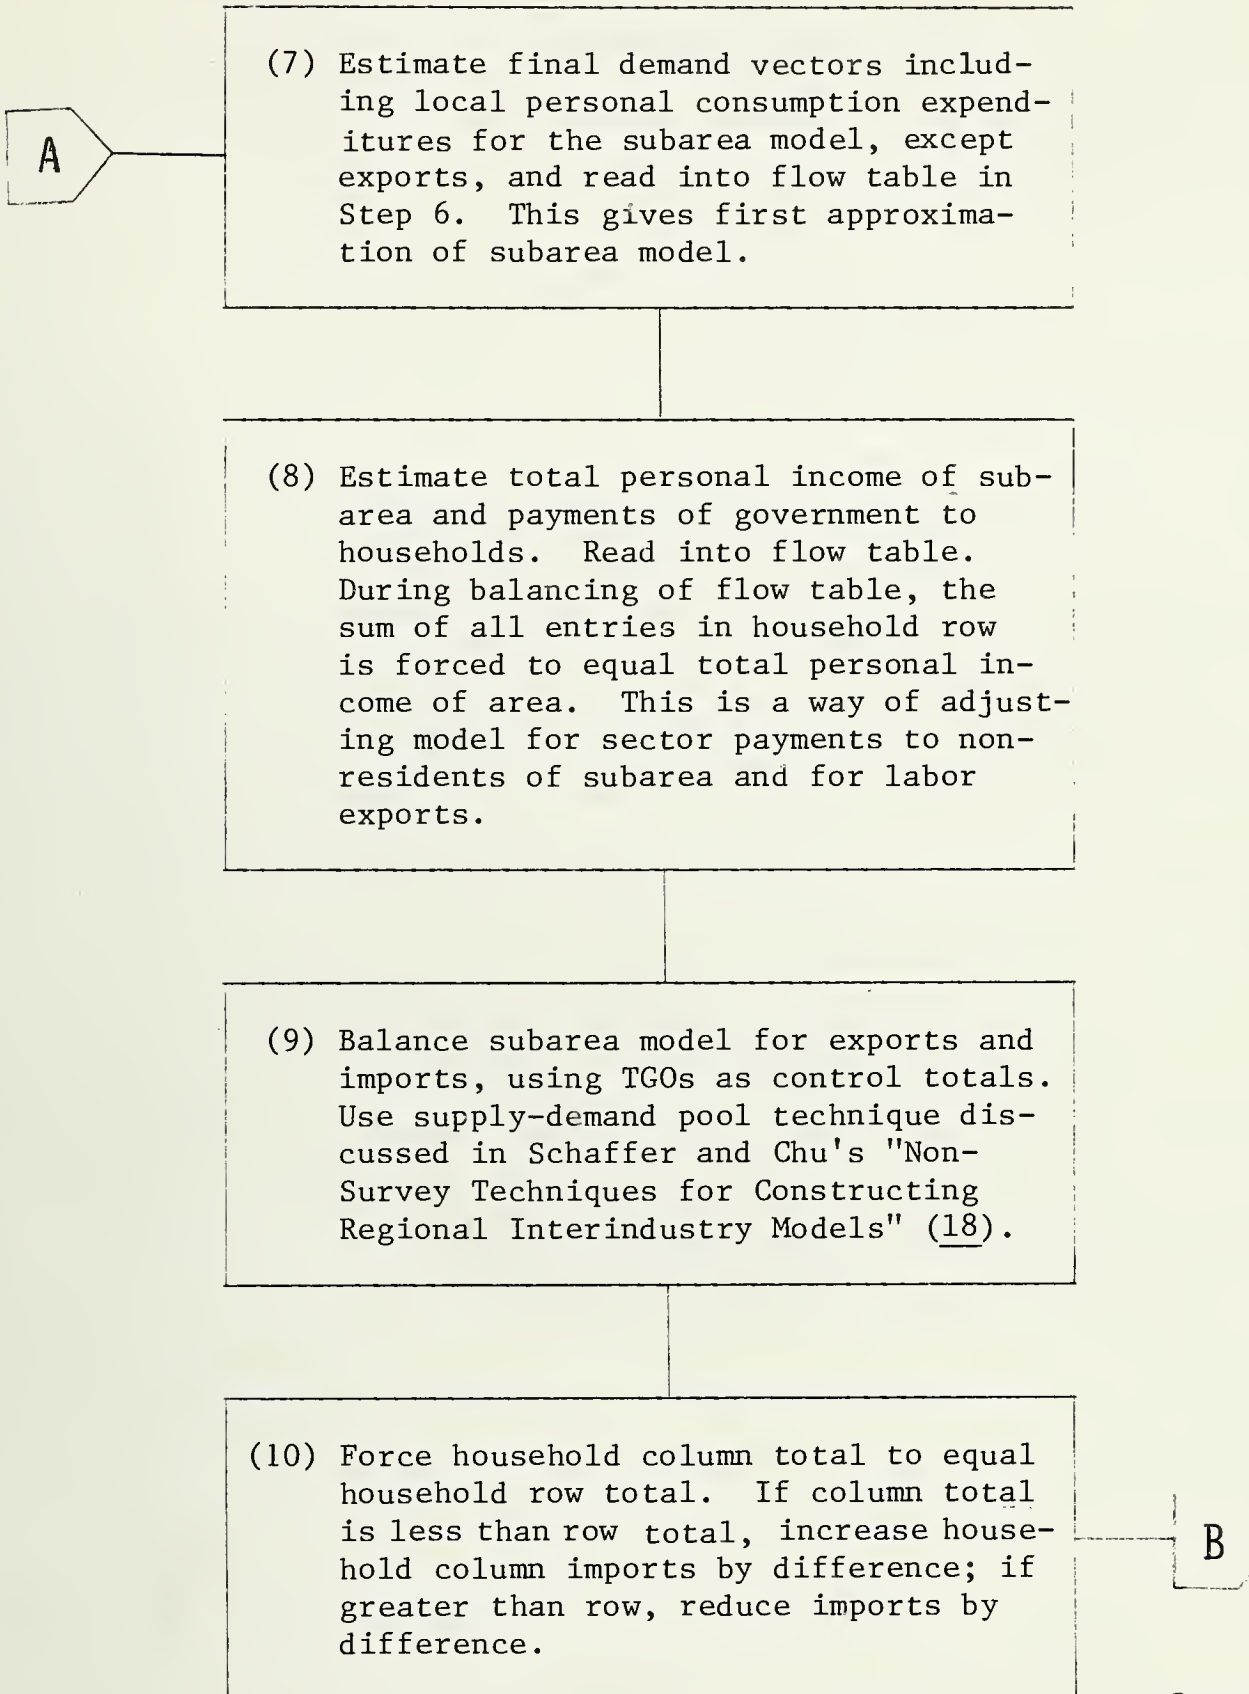 A
(7) Estimate final demand vectors includ-
ing local personal consumption expend-
itures for the subarea model, except
exports, and read into flow table in
Step 6. This gives first approxima-
tion of subarea model.
(8) Estimate total personal income of sub-
area and payments of government to
households. Read into flow table.
During balancing of flow table, the
sum of all entries in household row
is forced to equal total personal in-
come of area. This is a way of adjust-
ing model for sector payments to non-
residents of subarea and for labor
exports.
(9) Balance subarea model for exports and
imports, using TGOs as control totals.
Use supply-demand pool technique dis-
cussed in Schaffer and Chu's "Non-
Survey Techniques for Constructing
Regional Interindustry Models" (18).
(10) Force household column total to equal
household row total. If column total
is less than row total, increase house-
hold column imports by difference; if
greater than row, reduce imports by
difference.
B